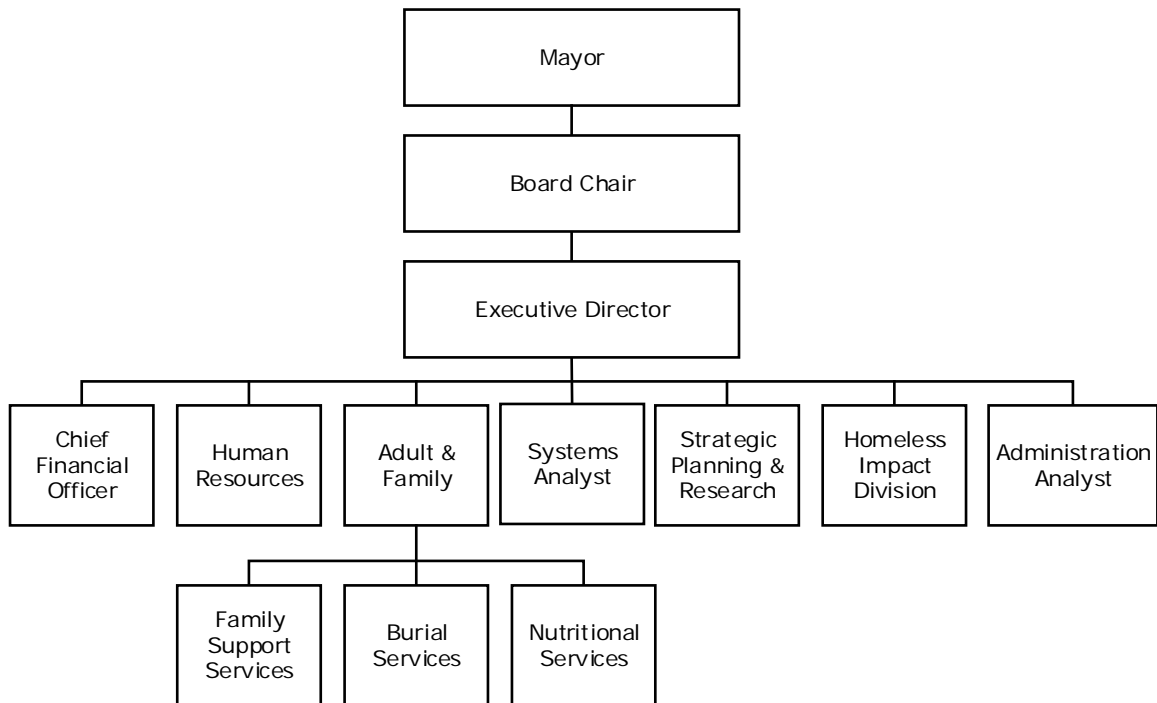 Mayor
Board Chair
Executive Director
Chief
Financial
Officer
Human
Resources
Adult &
Family
Systems
Analyst
Strategic
Planning &
Research
Homeless
Impact
Division
Administration
Analyst
Family
Support
Services
Burial
Services
Nutritional
Services